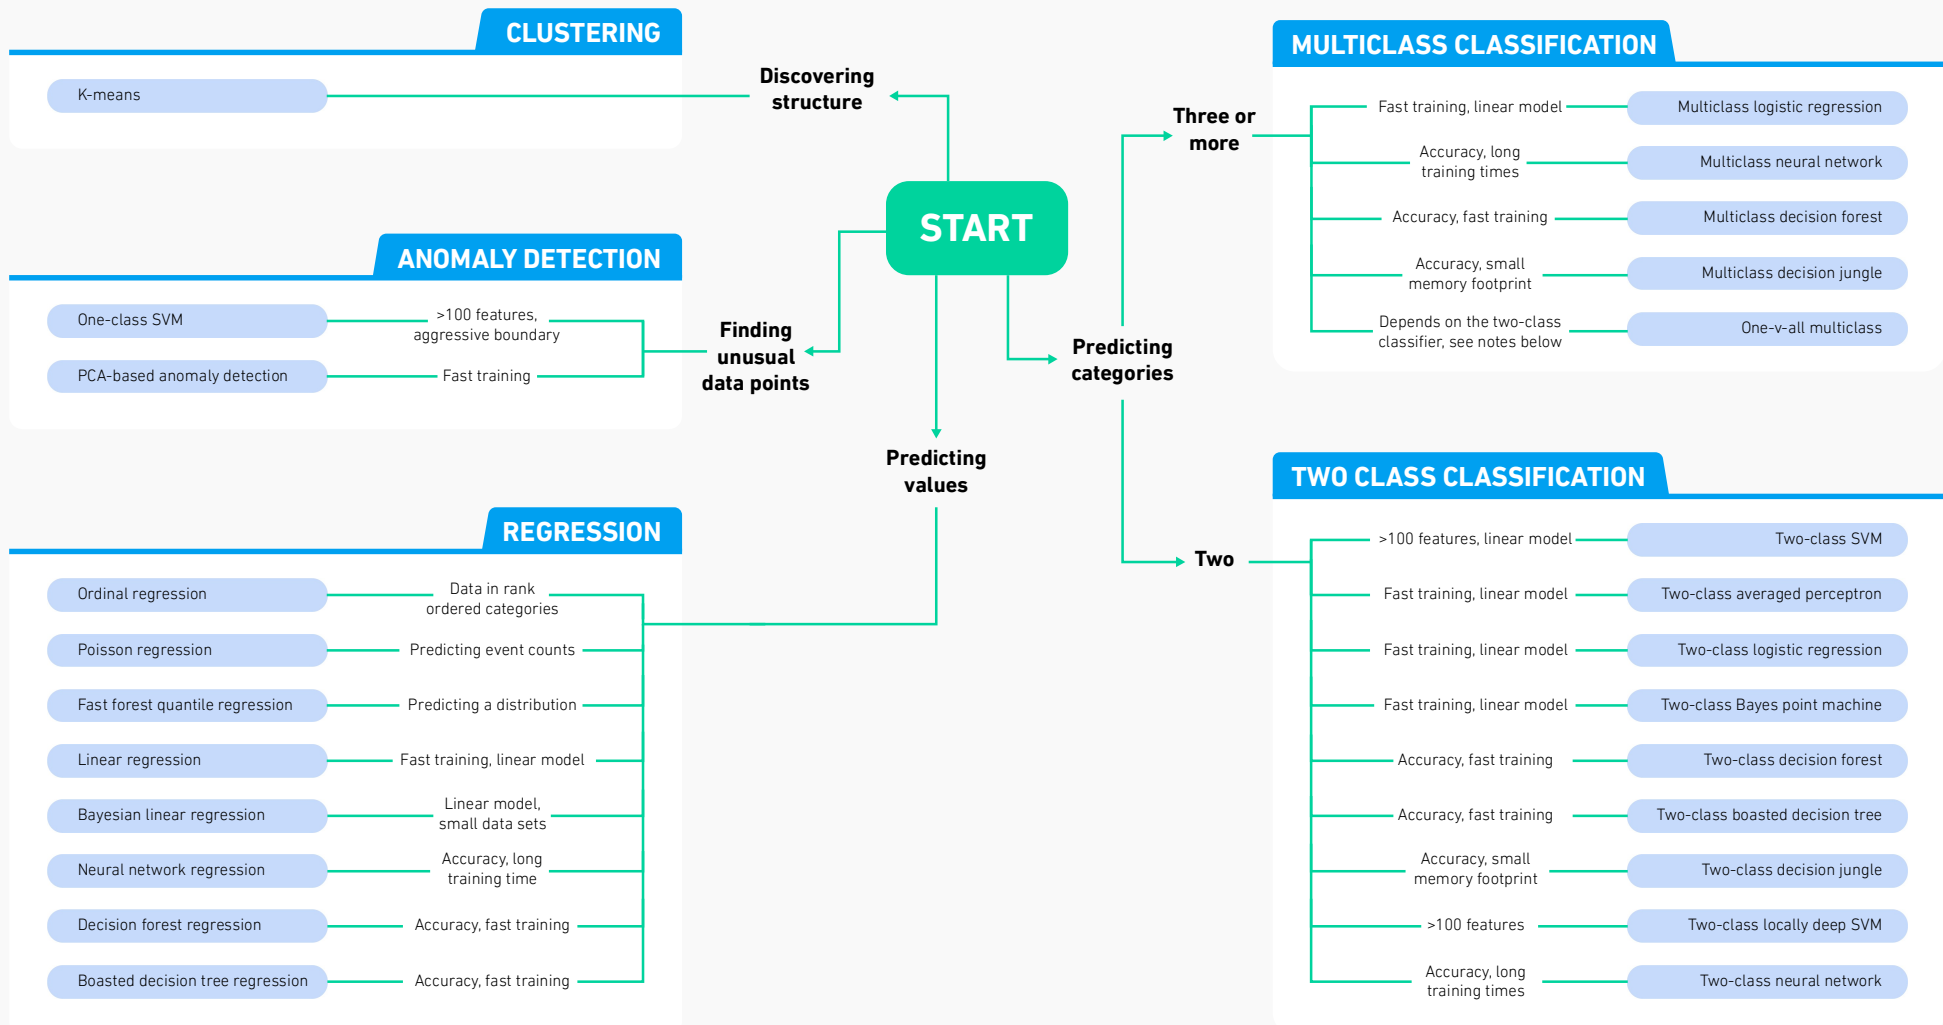 CLUSTERING
K-means
Discovering
structure
START
ANOMALY DETECTION
One-class SVM
>100 features,
aggressive boundary
PCA-based anomaly detection
Fast training
Finding
unusual
data points
Predicting
values
REGRESSION
Ordinal regression
Data in rank
ordered categories
Poisson regression
Predicting event counts
Fast forest quantile regression
Predicting a distribution
Linear regression
Fast training, linear model
Bayesian linear regression
Linear model,
small data sets
Neural network regression
Accuracy, long
training time
Decision forest regression
Accuracy, fast training
Boasted decision tree regression
Accuracy, fast training
Predicting
categories
Three or
more
MULTICLASS CLASSIFICATION
Fast training, linear model
Multiclass logistic regression
Accuracy, long
training times
Multiclass neural network
Accuracy, fast training
Multiclass decision forest
Accuracy, small
memory footprint
Multiclass decision jungle
Depends on the two-class
classifier, see notes below
One-v-all multiclass
Two
TWO CLASS CLASSIFICATION
>100 features, linear model
Two-class SVM
Fast training, linear model
Two-class averaged perceptron
Fast training, linear model
Two-class logistic regression
Fast training, linear model
Two-class Bayes point machine
Accuracy, fast training
Two-class decision forest
Accuracy, fast training
Two-class boasted decision tree
Accuracy, small
memory footprint
Two-class decision jungle
>100 features
Two-class locally deep SVM
Accuracy, long
training times
Two-class neural network